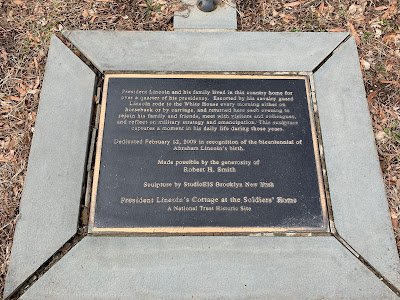 President Lincoln and his family lived in this country home for
over a quarter of his presidency. Escorted by his cavalry guard
Lincoln rode to the White House every morning either on
horseback or by carriage, and returned here each evening to
rejoin his family and friends, meet with visitors and colleagues,
and reflect on military strategy and emancipation. This sculpture
captures a moment in his daily life during those years.
Dedicated February 12, 2009 in recognition of the bicentennial of
Abraham Lincoln's birth.
Made possible by the generosity of
Robert H. Smith
Sculpture by StudioEIS Brooklyn New York
President Lincoln's Cottage at the Soldiers' Home
A National Trust Historic Site